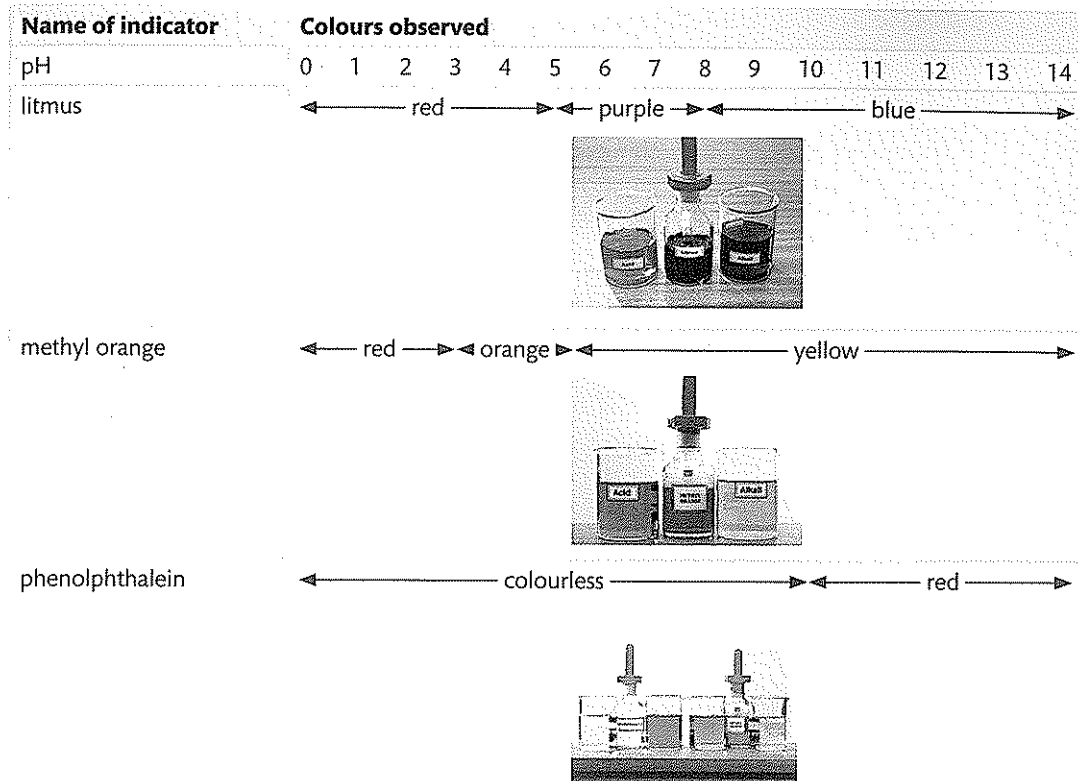 Name of indicator Colours observed
pH 0 1 2 3 4 5 6 7 8 9 10 11 12 13 14
litmus red purple blue
methyl orange red orange yellow
Acid Alkali
phenolphthalein colourless red